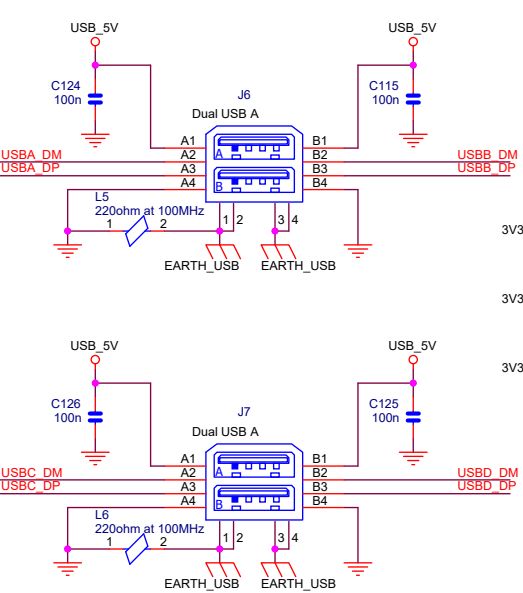 USB_5V
USB_5V
C124
100n
J6
Dual USB A
C115
100n
A1
A2
A3
A4
A
B
B1
B2
B3
B4
USBA_DM
USBA_DP
USBB_DM
USBB_DP
L5
220ohm at 100MHz
1
2
1
2
3
4
3V3
EARTH_USB
EARTH_USB
3V3
USB_5V
USB_5V
3V3
C126
100n
J7
Dual USB A
C125
100n
A1
A2
A3
A4
A
B
B1
B2
B3
B4
USBC_DM
USBC_DP
USBD_DM
USBD_DP
L6
220ohm at 100MHz
1
2
1
2
3
4
EARTH_USB
EARTH_USB